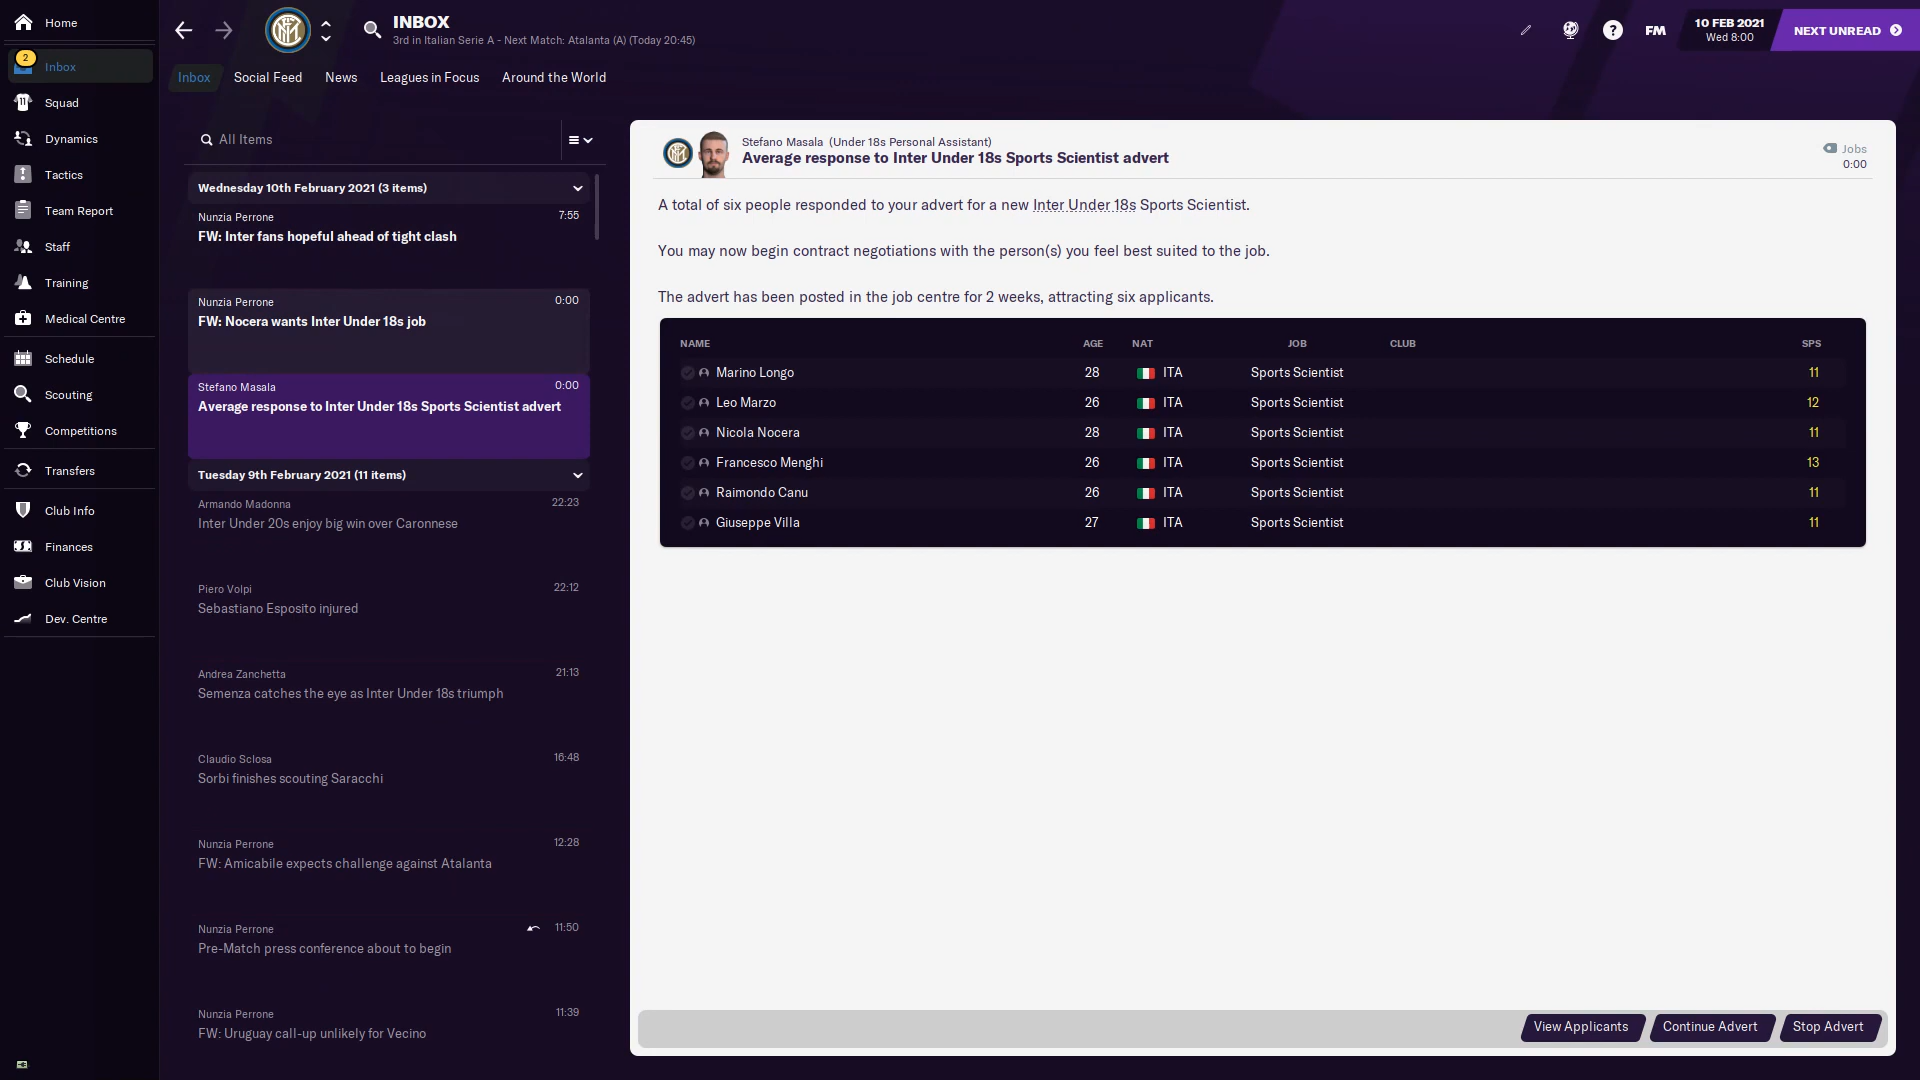 Home
2
Inbox
Squad
Dynamics
Tactics
Team Report
Staff
Training
Medical Centre
Schedule
Scouting
Competitions
Transfers
Club Info
Finances
Club Vision
Dev. Centre
INBOX
3rd in Italian Serie A - Next Match: Atalanta (A) (Today 20:45)
FM
10 FEB 2021
Wed 8:00
NEXT UNREAD
Inbox Social Feed News Leagues in Focus Around the World
All Items
Wednesday 10th February 2021 (3 items)
Nunzia Perrone 7:55
FW: Inter fans hopeful ahead of tight clash
Nunzia Perrone 0:00
FW: Nocera wants Inter Under 18s job
Stefano Masala 0:00
Average response to Inter Under 18s Sports Scientist advert
Tuesday 9th February 2021 (11 items)
Armando Madonna 22:23
Inter Under 20s enjoy big win over Caronnese
Piero Volpi 22:12
Sebastiano Esposito injured
Andrea Zanchetta 21:13
Semenza catches the eye as Inter Under 18s triumph
Claudio Sclosa 16:48
Sorbi finishes scouting Saracchi
Nunzia Perrone 12:28
FW: Amicabile expects challenge against Atalanta
Nunzia Perrone 11:50
Pre-Match press conference about to begin
Nunzia Perrone 11:39
FW: Uruguay call-up unlikely for Vecino
Stefano Masala (Under 18s Personal Assistant)
Average response to Inter Under 18s Sports Scientist advert
Jobs
0:00
A total of six people responded to your advert for a new Inter Under 18s Sports Scientist.
You may now begin contract negotiations with the person(s) you feel best suited to the job.
The advert has been posted in the job centre for 2 weeks, attracting six applicants.
NAME AGE NAT JOB CLUB SPS
Marino Longo 28 ITA Sports Scientist 11
Leo Marzo 26 ITA Sports Scientist 12
Nicola Nocera 28 ITA Sports Scientist 11
Francesco Menghi 26 ITA Sports Scientist 13
Raimondo Canu 26 ITA Sports Scientist 11
Giuseppe Villa 27 ITA Sports Scientist 11
View Applicants Continue Advert Stop Advert